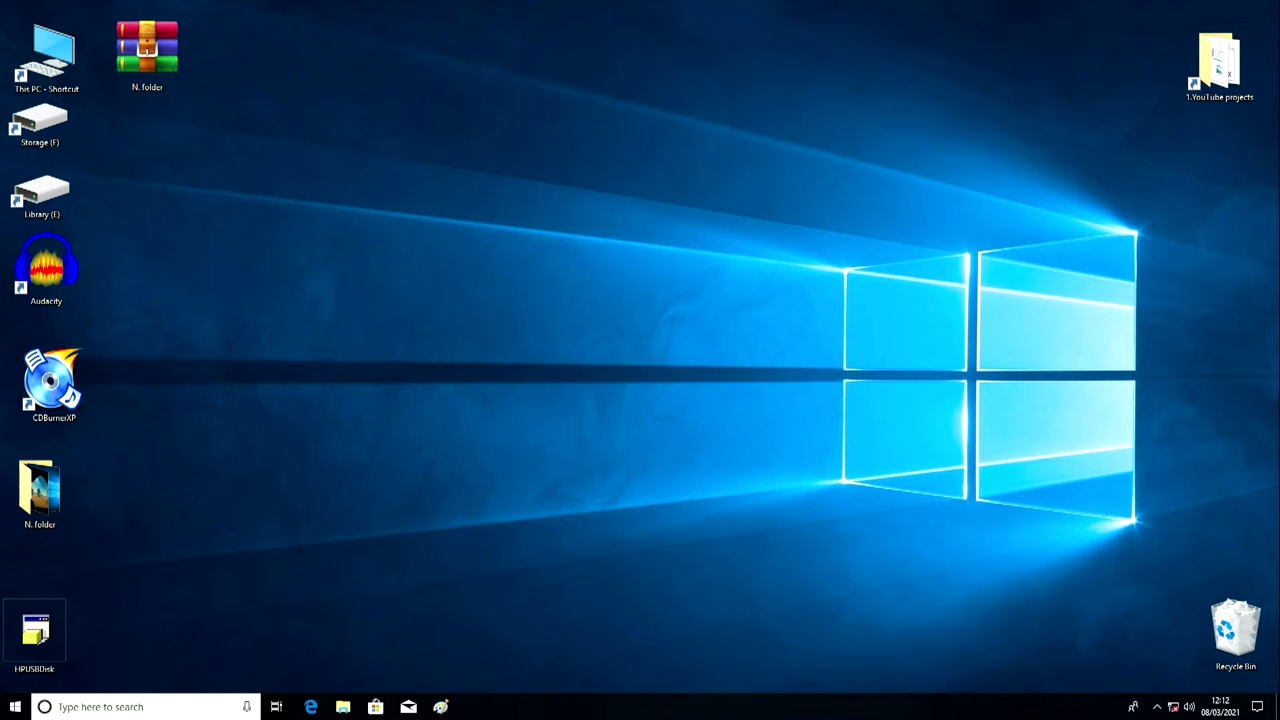 This PC - Shortcut
N. folder
1.YouTube projects
Storage (F)
Library (E)
Audacity
CDBurnerXP
N. folder
HPUSBDisk
Recycle Bin
Type here to search
12:12
08/03/2021